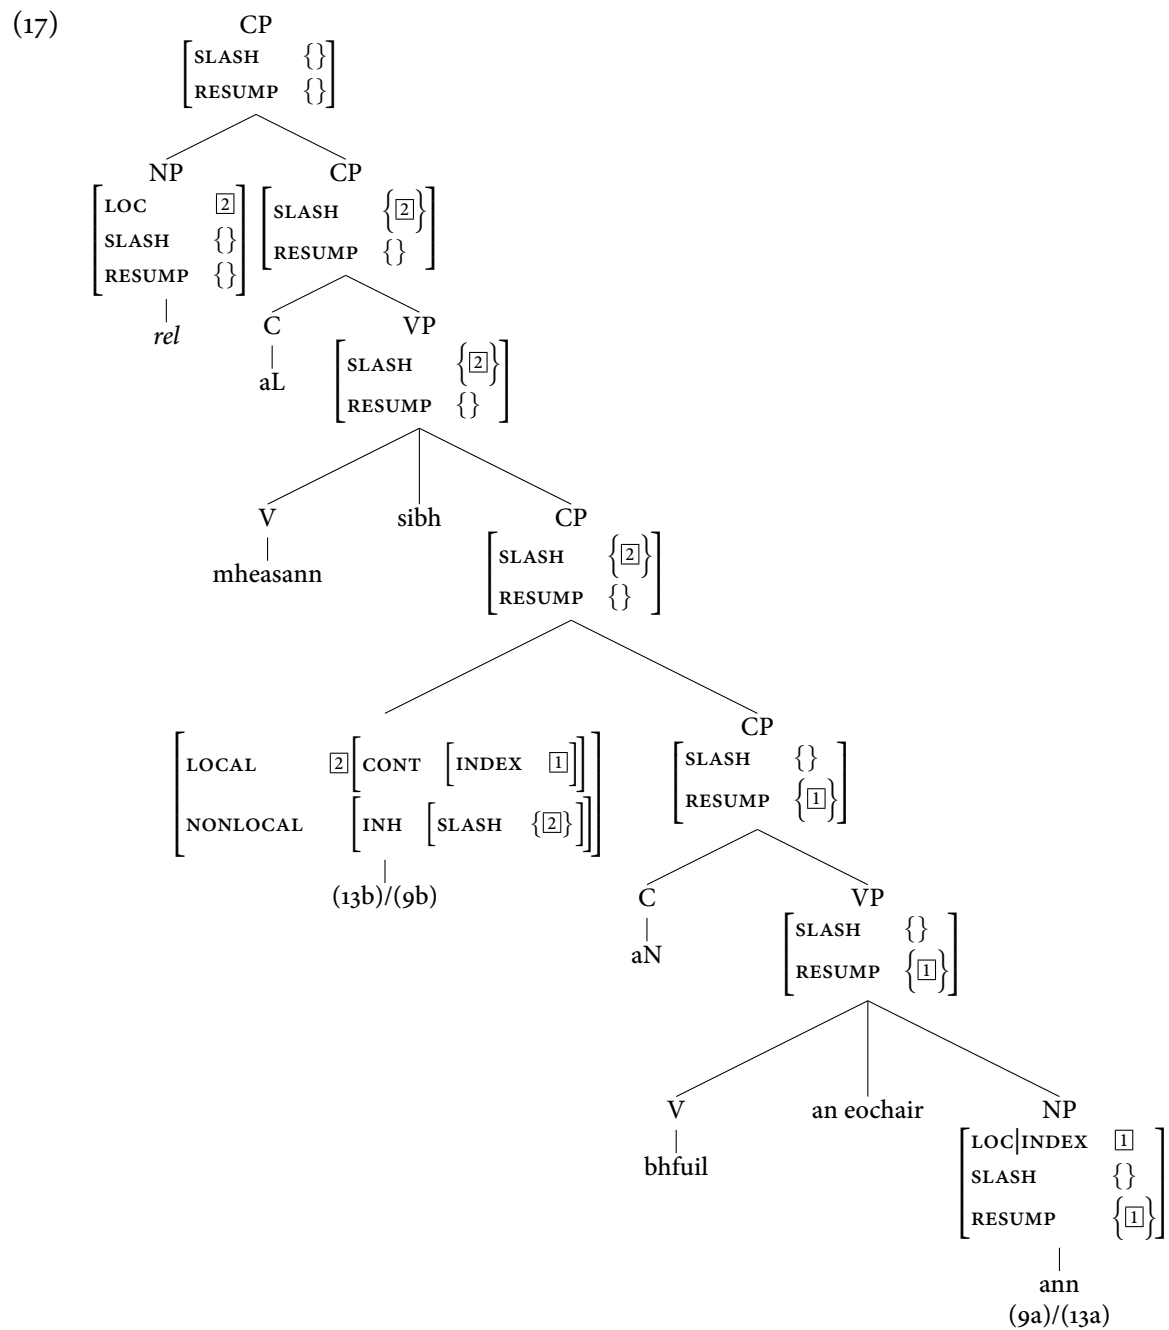 (17)
CP
SLASH {}
RESUMP {}
NP CP
LOC 2
SLASH {}
RESUMP {}
SLASH {2}
RESUMP {}
rel
C VP
aL
SLASH {2}
RESUMP {}
V sibh CP
mheasann
SLASH {2}
RESUMP {}
CP
LOCAL 2[CONT [INDEX 1]]
NONLOCAL [INH [SLASH {2}]]
SLASH {}
RESUMP {1}
(13b)/(9b)
C VP
aN
SLASH {}
RESUMP {1}
V an eochair NP
bhfuil
LOC|INDEX 1
SLASH {}
RESUMP {1}
ann
(9a)/(13a)